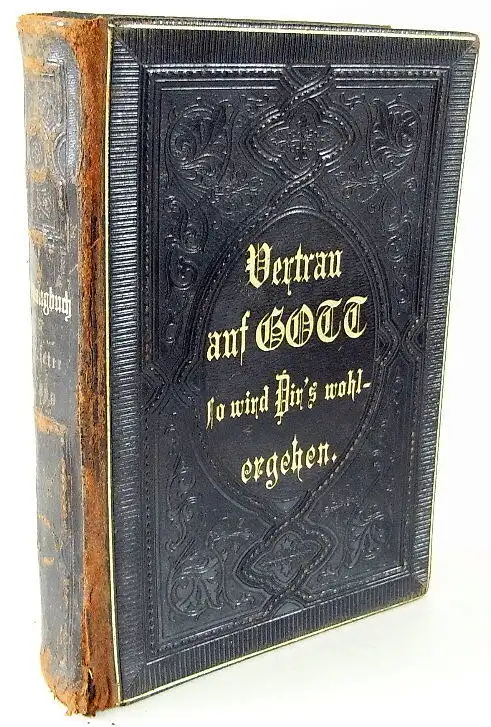 Vertrau
auf GOTT
so wird Dir's wohl-
ergehen.